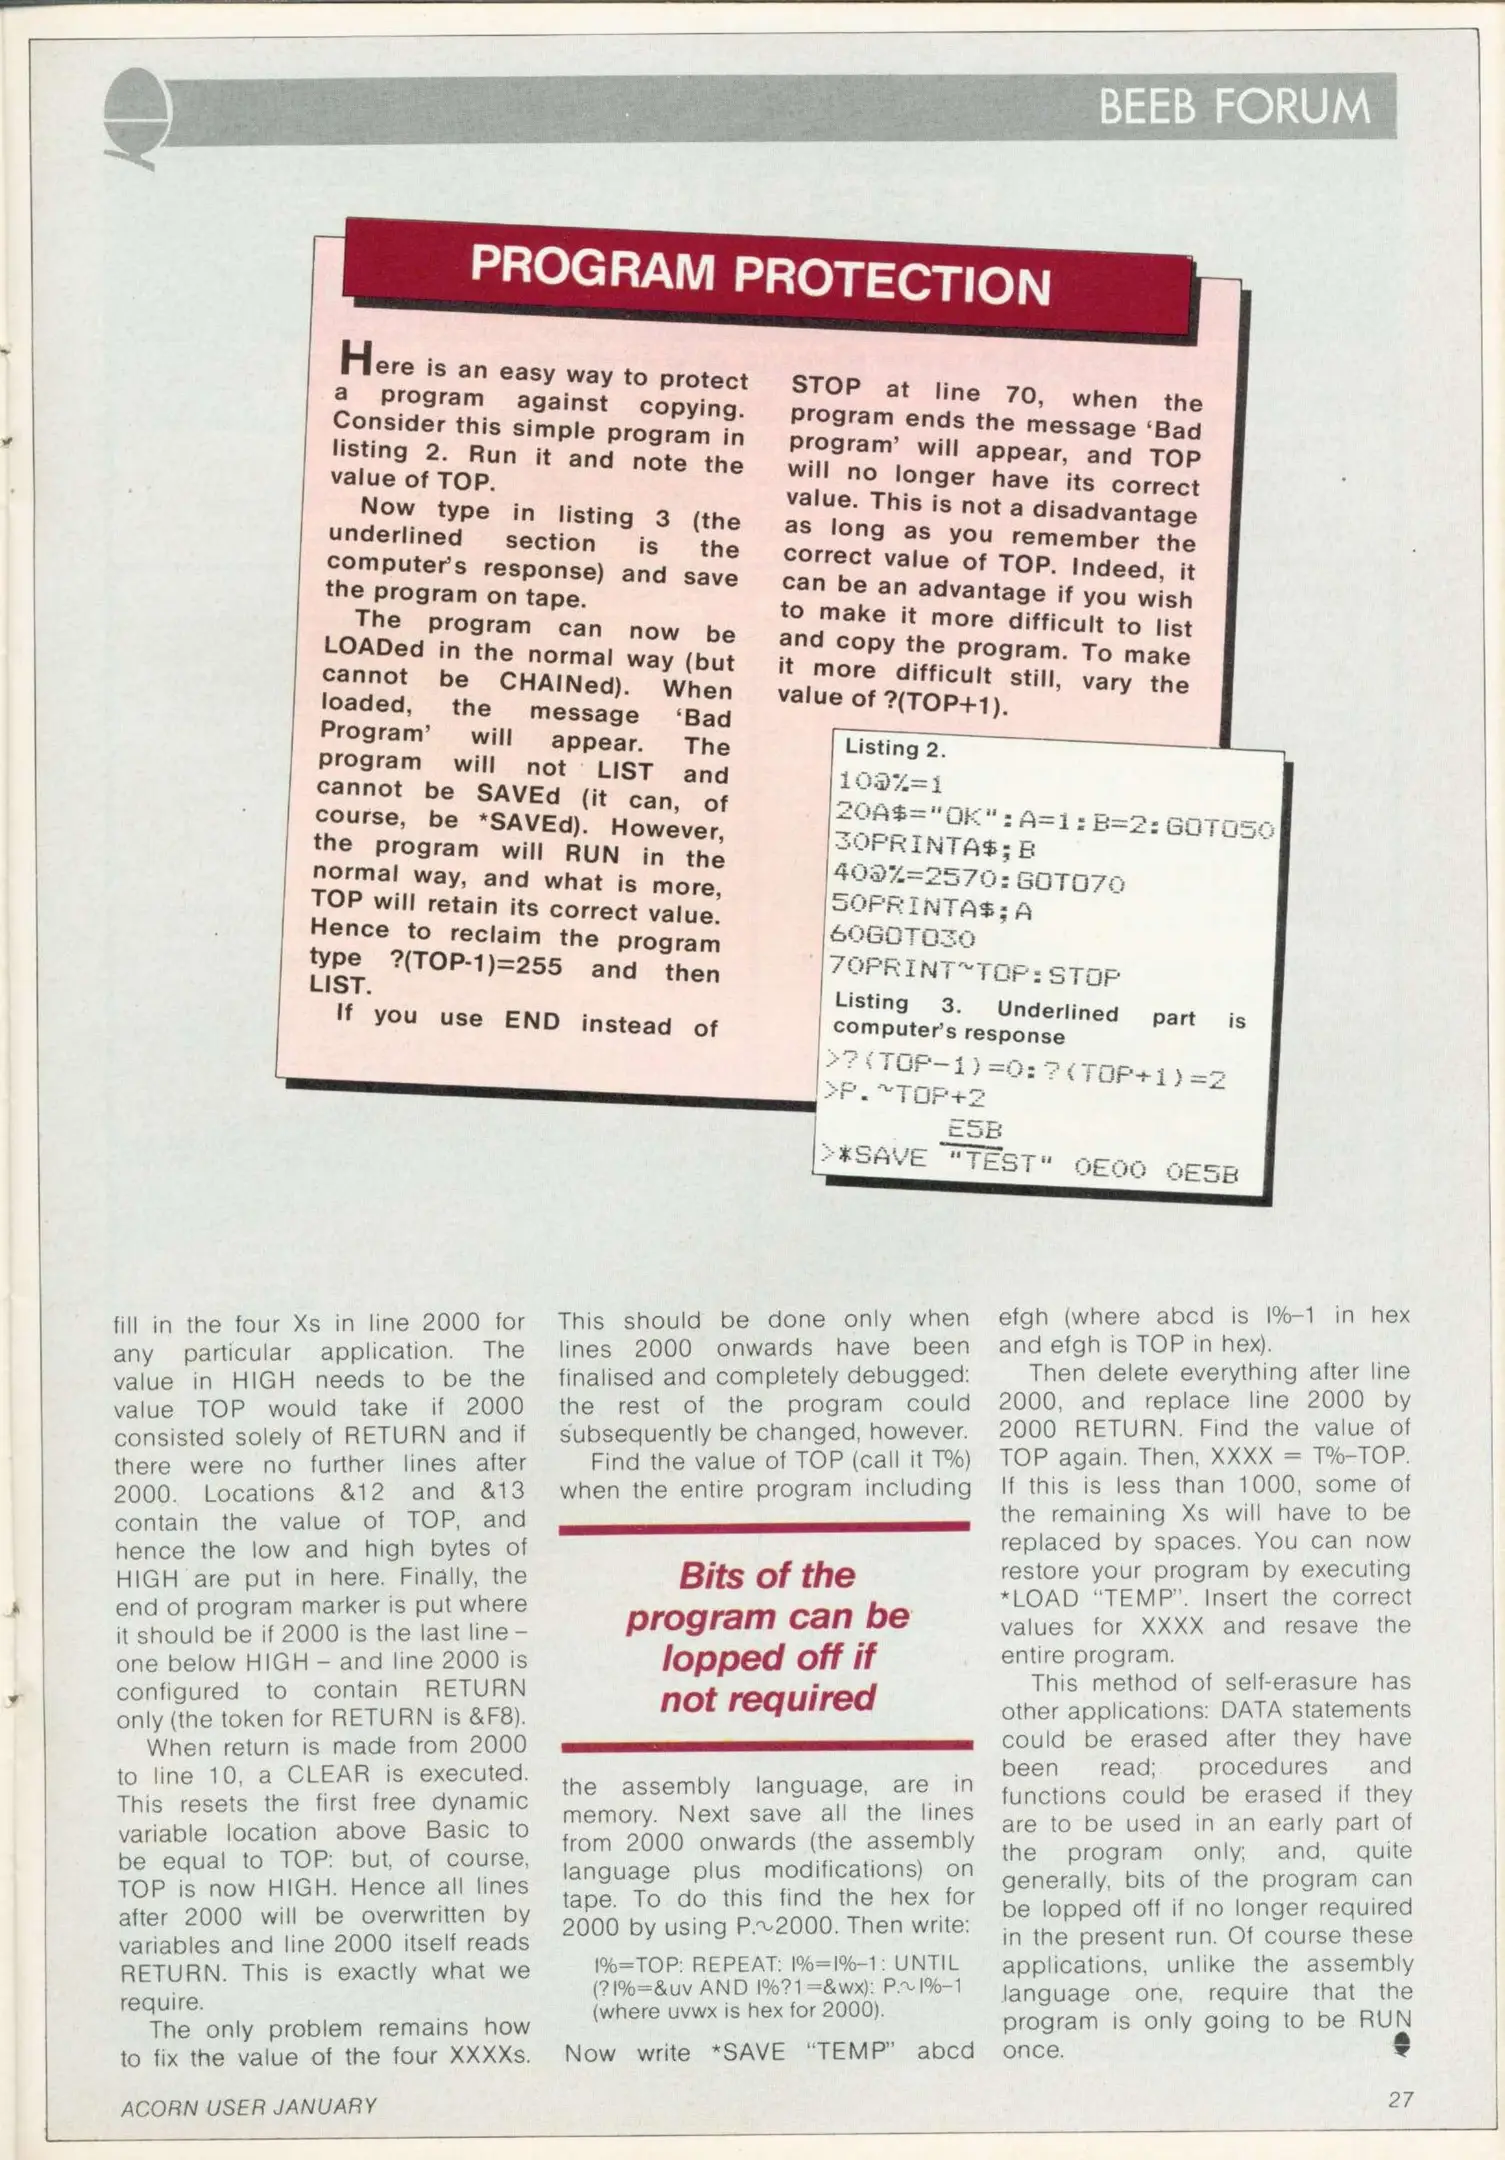 BEEB FORUM
PROGRAM PROTECTION
Here is an easy way to protect
a program against copying.
Consider this simple program in
listing 2. Run it and note the
value of TOP.
Now type in listing 3 (the
underlined section is the
computer's response) and save
the program on tape.
The program can now be
LOADed in the normal way (but
cannot be CHAINed). When
loaded, the message ‘Bad
Program’ will appear. The
program will not LIST and
cannot be SAVEd (it can, of
course, be *SAVEd). However,
the program will RUN in the
normal way, and what is more,
TOP will retain its correct value.
Hence to reclaim the program
type ?(TOP-1)=255 and then
LIST.
If you use END instead of
STOP at line 70, when the
program ends the message ‘Bad
program’ will appear, and TOP
will no longer have its correct
value. This is not a disadvantage
as long as you remember the
correct value of TOP. Indeed, it
can be an advantage if you wish
to make it more difficult to list
and copy the program. To make
it more difficult still, vary the
value of ?(TOP+1).
Listing 2.
10@%=1
20A$="OK":A=1:B=2:GOTO50
30PRINTA$;B
40@%=2570:GOTO70
50PRINTA$;A
60GOTO30
70PRINT~TOP:STOP
Listing 3. Underlined part is
computer's response
>?(TOP-1)=0:?(TOP+1)=2
>P.~TOP+2
E5B
>*SAVE "TEST" 0E00 0E5B
fill in the four Xs in line 2000 for
any particular application. The
value in HIGH needs to be the
value TOP would take if 2000
consisted solely of RETURN and if
there were no further lines after
2000. Locations &12 and &13
contain the value of TOP, and
hence the low and high bytes of
HIGH are put in here. Finally, the
end of program marker is put where
it should be if 2000 is the last line –
one below HIGH – and line 2000 is
configured to contain RETURN
only (the token for RETURN is &F8).
When return is made from 2000
to line 10, a CLEAR is executed.
This resets the first free dynamic
variable location above Basic to
be equal to TOP: but, of course,
TOP is now HIGH. Hence all lines
after 2000 will be overwritten by
variables and line 2000 itself reads
RETURN. This is exactly what we
require.
The only problem remains how
to fix the value of the four XXXXs.
This should be done only when
lines 2000 onwards have been
finalised and completely debugged:
the rest of the program could
subsequently be changed, however.
Find the value of TOP (call it T%)
when the entire program including
Bits of the
program can be
lopped off if
not required
the assembly language, are in
memory. Next save all the lines
from 2000 onwards (the assembly
language plus modifications) on
tape. To do this find the hex for
2000 by using P.~2000. Then write:
I%=TOP: REPEAT: I%=I%–1: UNTIL
(?I%=&uv AND I%?1=&wx): P.~I%–1
(where uvwx is hex for 2000).
Now write *SAVE “TEMP” abcd
efgh (where abcd is I%–1 in hex
and efgh is TOP in hex).
Then delete everything after line
2000, and replace line 2000 by
2000 RETURN. Find the value of
TOP again. Then, XXXX = T%–TOP.
If this is less than 1000, some of
the remaining Xs will have to be
replaced by spaces. You can now
restore your program by executing
*LOAD “TEMP”. Insert the correct
values for XXXX and resave the
entire program.
This method of self-erasure has
other applications: DATA statements
could be erased after they have
been read; procedures and
functions could be erased if they
are to be used in an early part of
the program only; and, quite
generally, bits of the program can
be lopped off if no longer required
in the present run. Of course these
applications, unlike the assembly
language one, require that the
program is only going to be RUN
once.
ACORN USER JANUARY
27